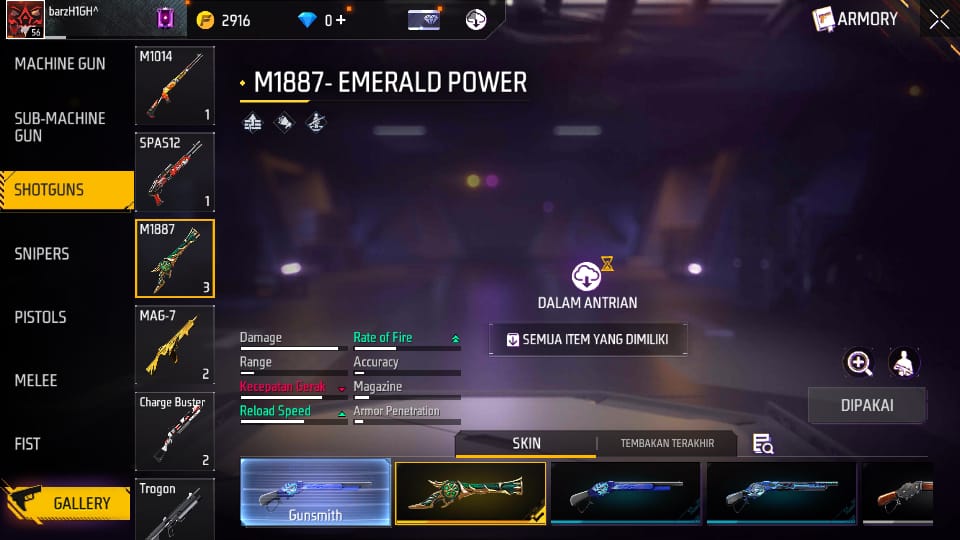 barzH1GH^
56
2916
0 +
ARMORY
MACHINE GUN
SUB-MACHINE
GUN
SHOTGUNS
SNIPERS
PISTOLS
MELEE
FIST
GALLERY
M1014
1
SPAS12
1
M1887
3
MAG-7
2
Charge Buster
2
Trogon
M1887- EMERALD POWER
DALAM ANTRIAN
SEMUA ITEM YANG DIMILIKI
Damage
Rate of Fire
Range
Accuracy
Kecepatan Gerak
Magazine
Reload Speed
Armor Penetration
DIPAKAI
SKIN
TEMBAKAN TERAKHIR
Gunsmith